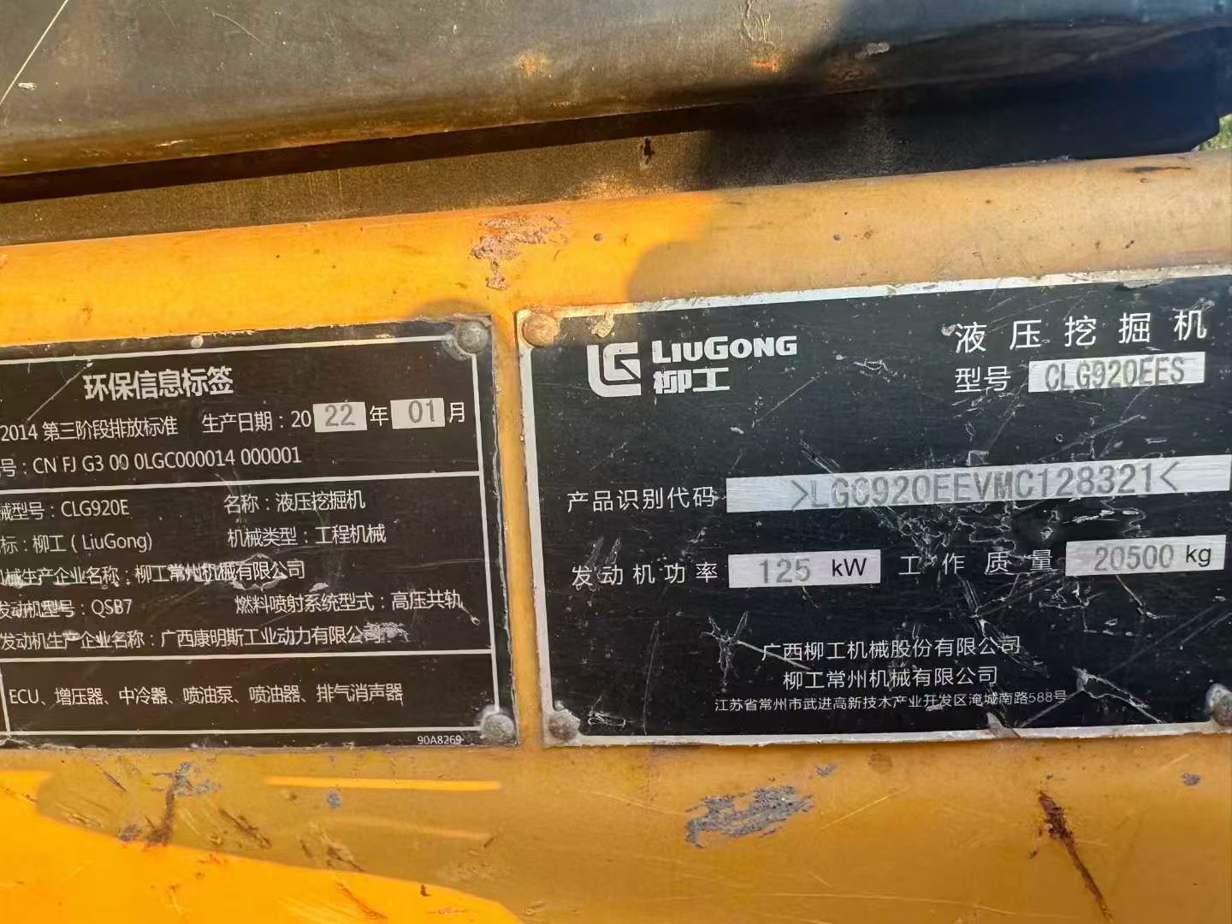 环保信息标签
2014 第三阶段排放标准 生产日期：20 22 年 01 月
号：CN FJ G3 00 0LGC000014 000001
械型号：CLG920E 名称：液压挖掘机
标：柳工（LiuGong） 机械类型：工程机械
机械生产企业名称：柳工常州机械有限公司
发动机型号：QSB7 燃料喷射系统型式：高压共轨
发动机生产企业名称：广西康明斯工业动力有限公司
ECU、增压器、中冷器、喷油泵、喷油器、排气消声器
90A8269
LIUGONG
柳工
液压挖掘机
型号 CLG920EES
产品识别代码 >LGC920EEVMC128321<
发动机功率 125 kW 工作质量 20500 kg
广西柳工机械股份有限公司
柳工常州机械有限公司
江苏省常州市武进高新技术产业开发区淹城南路588号